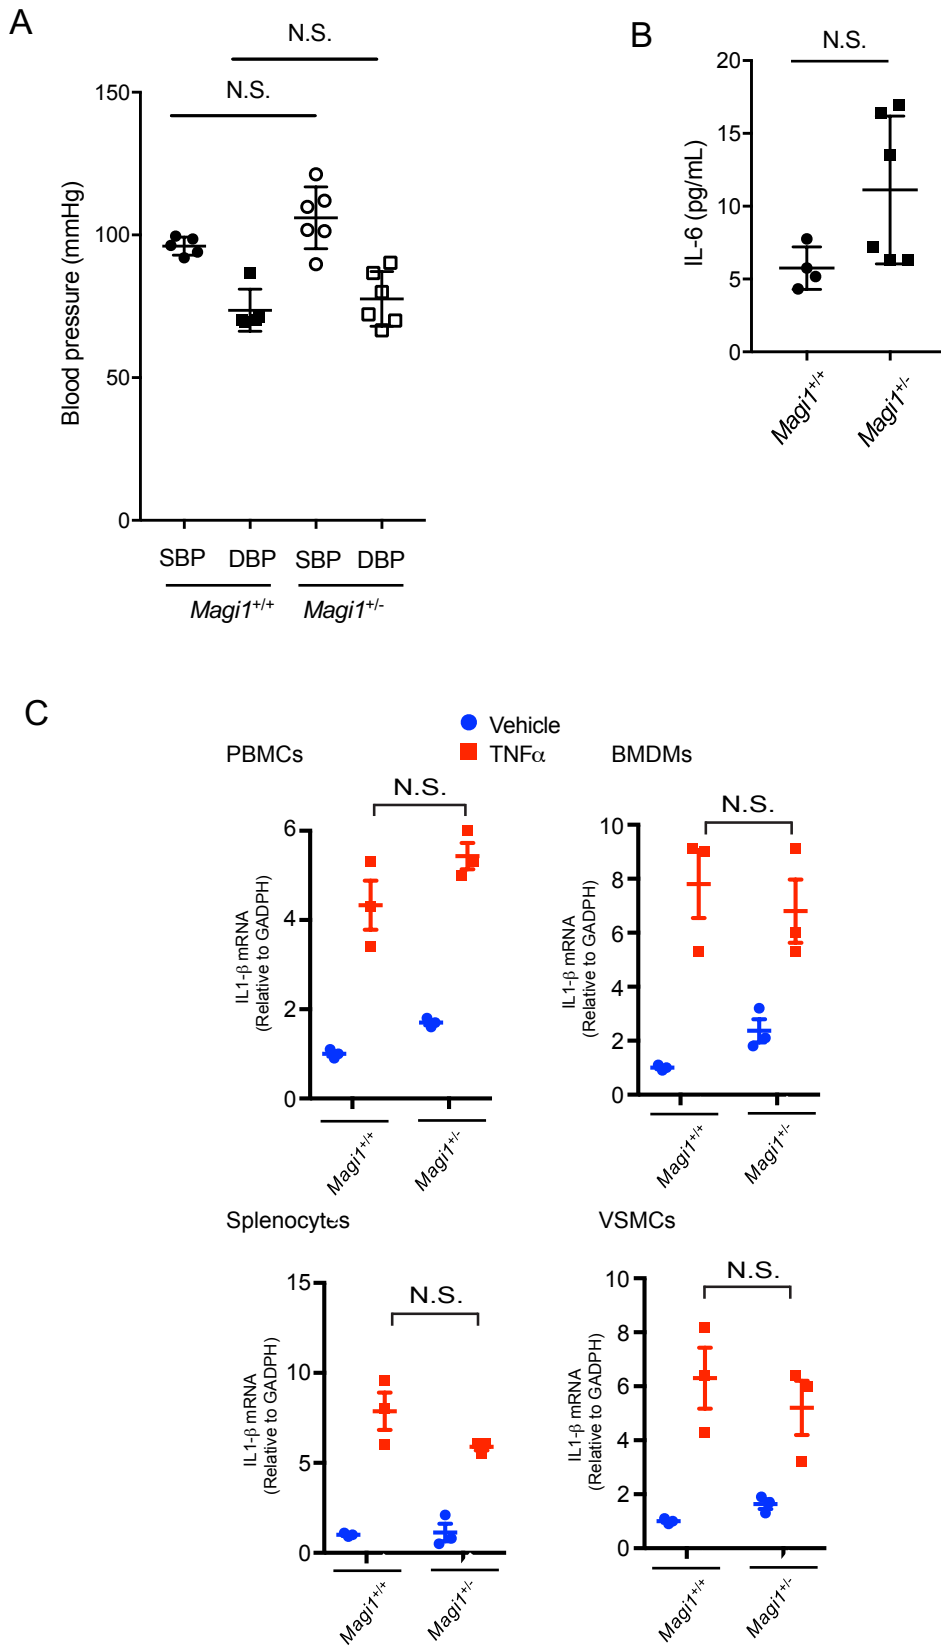 A
N.S.
N.S.
150
100
50
0
Blood pressure (mmHg)
SBP DBP SBP DBP
Magi1+/+ Magi1+/-
B
N.S.
20
15
10
5
0
IL-6 (pg/mL)
Magi1+/+
Magi1+/-
C
Vehicle
TNFα
PBMCs
N.S.
6
4
2
0
IL1-β mRNA
(Relative to GADPH)
Magi1+/+
Magi1+/-
BMDMs
N.S.
10
8
6
4
2
0
IL1-β mRNA
(Relative to GADPH)
Magi1+/+
Magi1+/-
Splenocytes
N.S.
15
10
5
0
IL1-β mRNA
(Relative to GADPH)
Magi1+/+
Magi1+/-
VSMCs
N.S.
10
8
6
4
2
0
IL1-β mRNA
(Relative to GADPH)
Magi1+/+
Magi1+/-